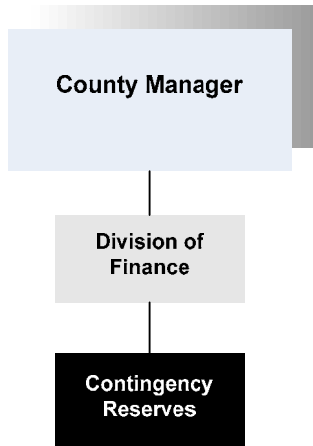 County Manager
Division of
Finance
Contingency
Reserves